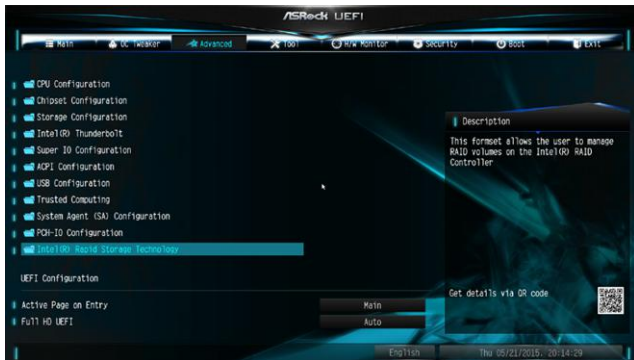 ASRock UEFI
Main OC Tweaker Advanced Tool H/W Monitor Security Boot Exit
CPU Configuration
Chipset Configuration
Storage Configuration
Intel(R) Thunderbolt
Super IO Configuration
ACPI Configuration
USB Configuration
Trusted Computing
System Agent (SA) Configuration
PCH-IO Configuration
Intel(R) Rapid Storage Technology
UEFI Configuration
Active Page on Entry Main
Full HD UEFI Auto
Description
This formset allows the user to manage
RAID volumes on the Intel(R) RAID
Controller
Get details via QR code
English Thu 05/21/2015. 20:14:29